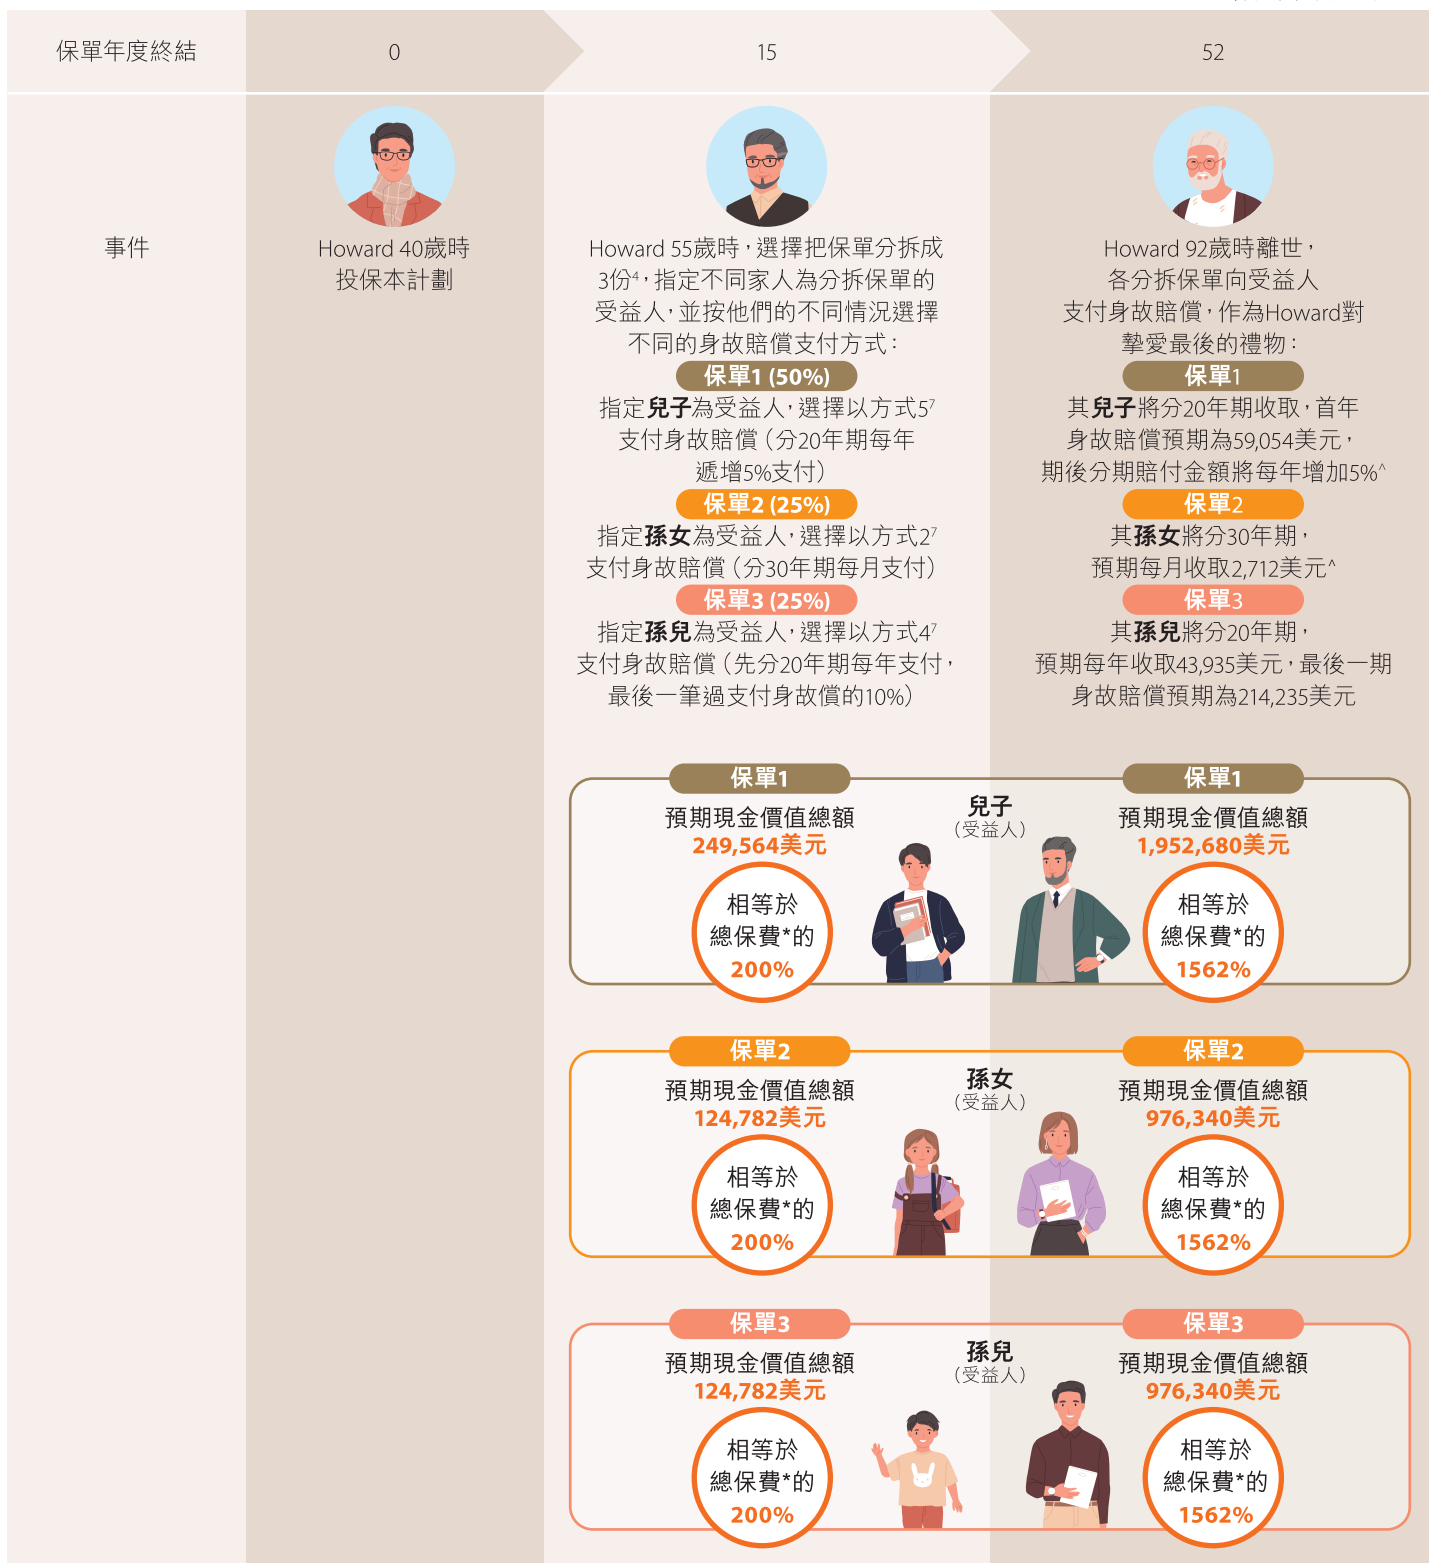 保單年度終結
0
15
52
事件
Howard 40歲時
投保本計劃
Howard 55歲時，選擇把保單分拆成
3份4，指定不同家人為分拆保單的
受益人，並按他們的不同情況選擇
不同的身故賠償支付方式：
保單1 (50%)
指定兒子為受益人，選擇以方式57
支付身故賠償（分20年期每年
遞增5%支付）
保單2 (25%)
指定孫女為受益人，選擇以方式27
支付身故賠償（分30年期每月支付）
保單3 (25%)
指定孫兒為受益人，選擇以方式47
支付身故賠償（先分20年期每年支付，
最後一筆過支付身故償的10%）
Howard 92歲時離世，
各分拆保單向受益人
支付身故賠償，作為Howard對
摯愛最後的禮物：
保單1
其兒子將分20年期收取，首年
身故賠償預期為59,054美元，
期後分期賠付金額將每年增加5%^
保單2
其孫女將分30年期，
預期每月收取2,712美元^
保單3
其孫兒將分20年期，
預期每年收取43,935美元，最後一期
身故賠償預期為214,235美元
保單1
預期現金價值總額
249,564美元
相等於
總保費*的
200%
兒子
（受益人）
保單1
預期現金價值總額
1,952,680美元
相等於
總保費*的
1562%
保單2
預期現金價值總額
124,782美元
相等於
總保費*的
200%
孫女
（受益人）
保單2
預期現金價值總額
976,340美元
相等於
總保費*的
1562%
保單3
預期現金價值總額
124,782美元
相等於
總保費*的
200%
孫兒
（受益人）
保單3
預期現金價值總額
976,340美元
相等於
總保費*的
1562%